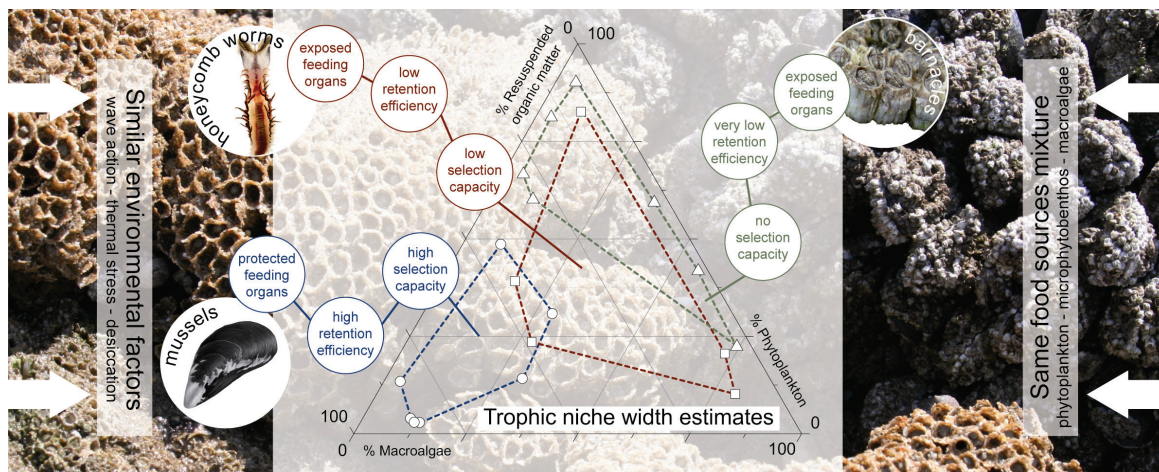 Similar environmental factors
wave action - thermal stress - desiccation
honeycomb worms
exposed
feeding
organs
low
retention
efficiency
low
selection
capacity
protected
feeding
organs
high
retention
efficiency
high
selection
capacity
mussels
0
100
% Resuspended
organic matter
% Phytoplankton
0
100
% Macroalgae
100
0
Trophic niche width estimates
barnacles
exposed
feeding
organs
very low
retention
efficiency
no
selection
capacity
Same food sources mixture
phytoplankton - microphytobenthos - macroalgae